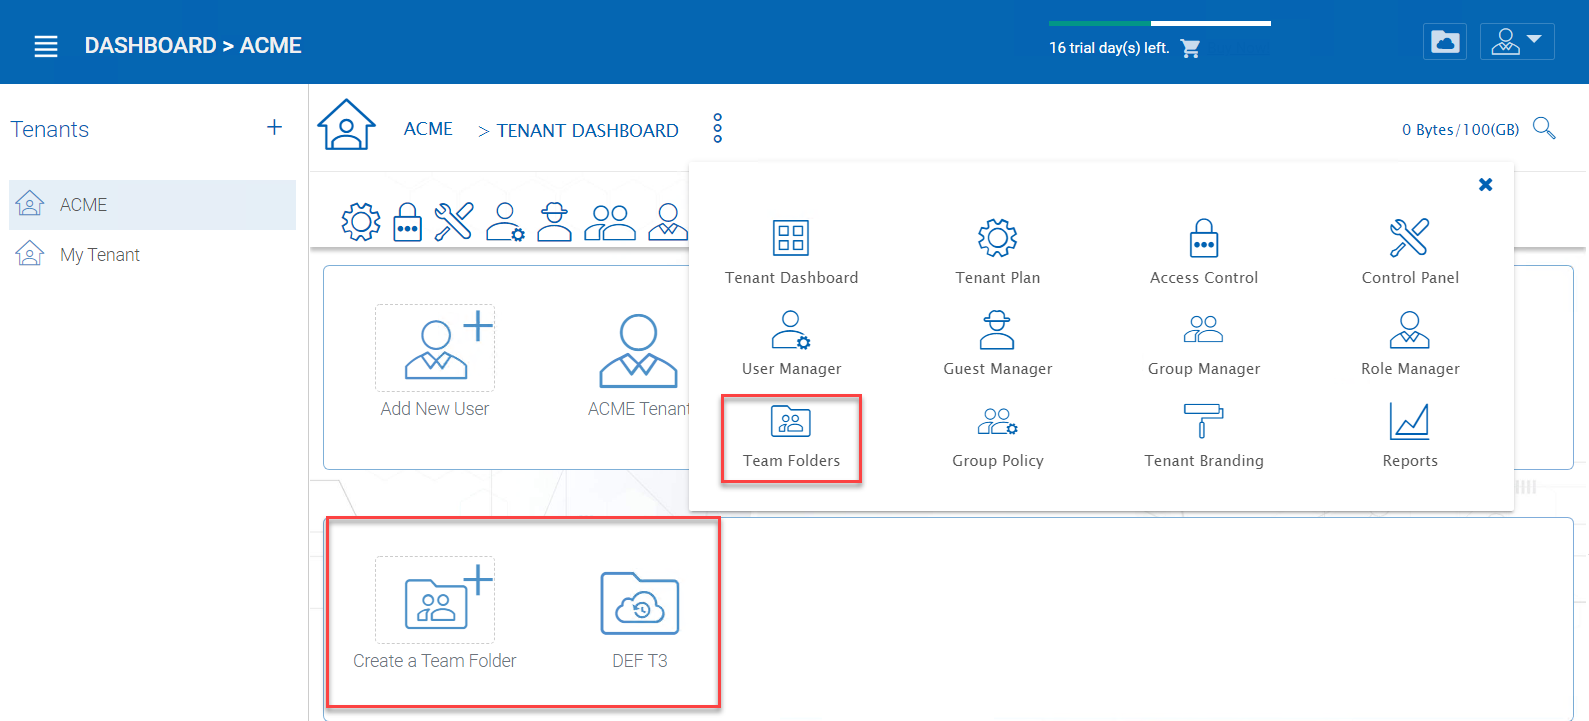 DASHBOARD > ACME
16 trial day(s) left.
Tenants
ACME
My Tenant
ACME > TENANT DASHBOARD
0 Bytes/100(GB)
Tenant Dashboard
Tenant Plan
Access Control
Control Panel
User Manager
Guest Manager
Group Manager
Role Manager
Team Folders
Group Policy
Tenant Branding
Reports
Add New User
ACME Tenant
Create a Team Folder
DEF T3